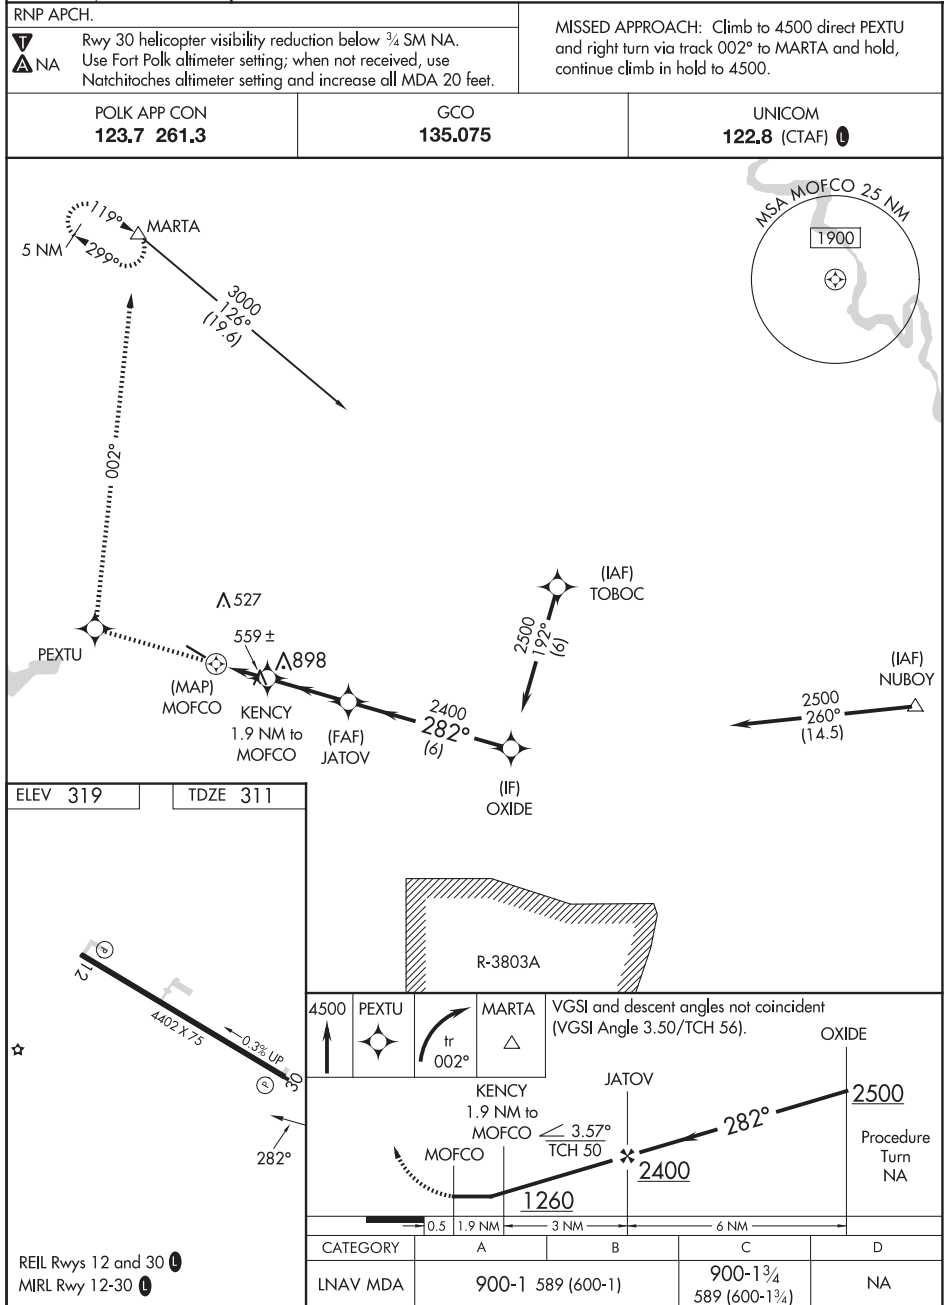 RNP APCH.
T
A NA
Rwy 30 helicopter visibility reduction below ¾ SM NA.
Use Fort Polk altimeter setting; when not received, use
Natchitoches altimeter setting and increase all MDA 20 feet.
MISSED APPROACH: Climb to 4500 direct PEXTU
and right turn via track 002° to MARTA and hold,
continue climb in hold to 4500.
POLK APP CON
123.7 261.3
GCO
135.075
UNICOM
122.8 (CTAF) L
MSA MOFCO 25 NM
1900
119°
299°
5 NM
MARTA
3000
126°
(19.6)
002°
(IAF)
TOBOC
2500
192°
(6)
527
559 ±
898
PEXTU
(MAP)
MOFCO
KENCY
1.9 NM to
MOFCO
(FAF)
JATOV
2400
282°
(6)
(IF)
OXIDE
(IAF)
NUBOY
2500
260°
(14.5)
R-3803A
ELEV 319
TDZE 311
P
12
4402 X 75
0.3% UP
30
P
282°
REIL Rwys 12 and 30 L
MIRL Rwy 12-30 L
4500
PEXTU
tr
002°
MARTA
VGSI and descent angles not coincident
(VGSI Angle 3.50/TCH 56).
OXIDE
JATOV
KENCY
1.9 NM to
MOFCO
MOFCO
3.57°
TCH 50
282°
2500
2400
1260
Procedure
Turn
NA
0.5
1.9 NM
3 NM
6 NM
CATEGORY A B C D
LNAV MDA 900-1 589 (600-1) 900-1¾ 589 (600-1¾) NA